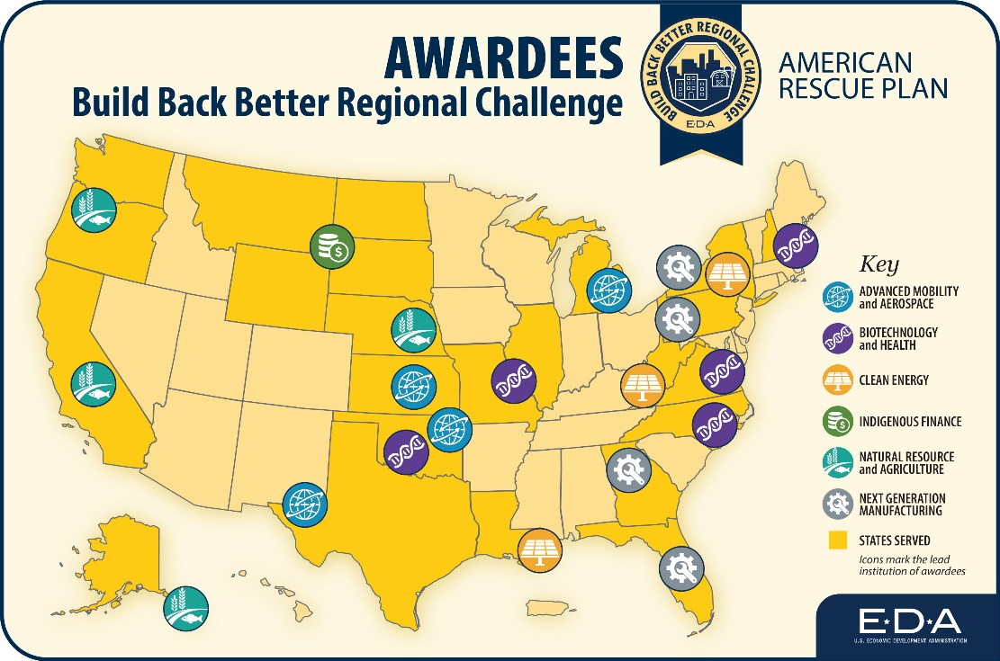 AWARDEES
Build Back Better Regional Challenge
BUILD BACK BETTER REGIONAL CHALLENGE
E·D·A
AMERICAN
RESCUE PLAN
$
Key
ADVANCED MOBILITY
and AEROSPACE
BIOTECHNOLOGY
and HEALTH
CLEAN ENERGY
INDIGENOUS FINANCE
NATURAL RESOURCE
and AGRICULTURE
NEXT GENERATION
MANUFACTURING
STATES SERVED
Icons mark the lead
institution of awardees
E★D★A
U.S. ECONOMIC DEVELOPMENT ADMINISTRATION